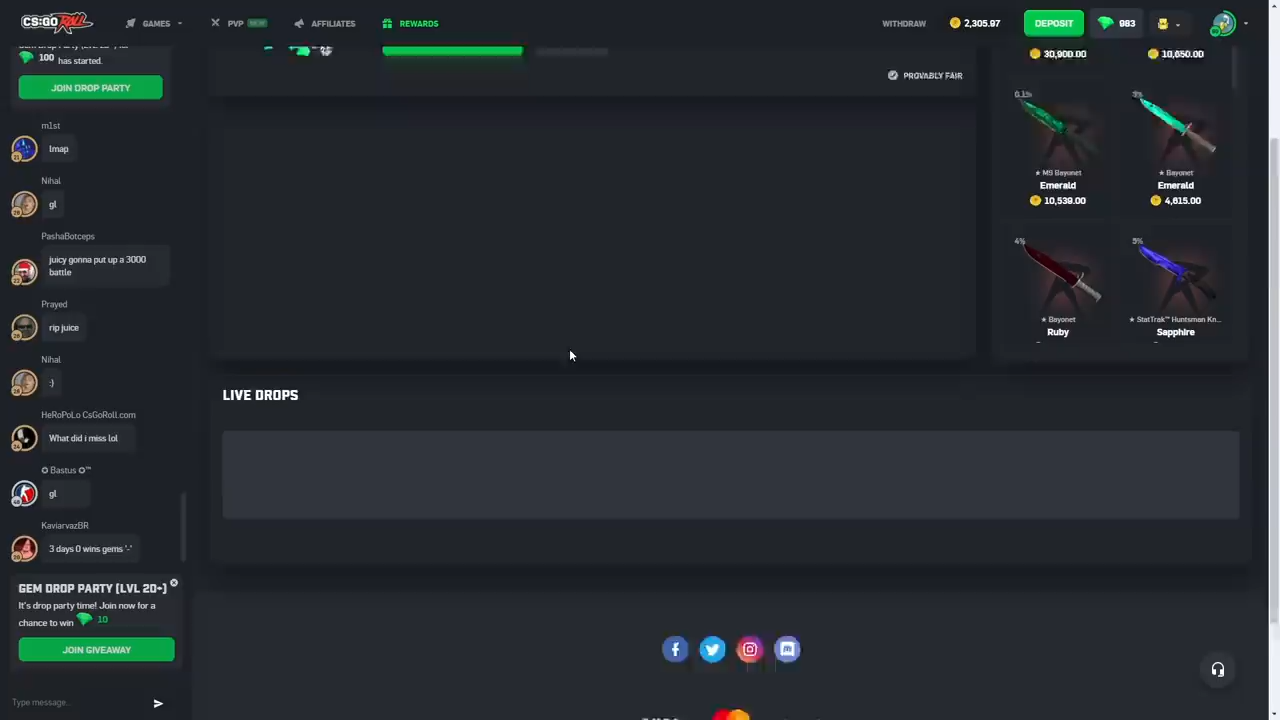 CS:GO ROLL
GAMES
PVP NEW
AFFILIATES
REWARDS
WITHDRAW
2,305.97
DEPOSIT
983
100 has started.
JOIN DROP PARTY
m1st
lmap
Nihal
gl
PashaBotceps
juicy gonna put up a 3000
battle
Prayed
rip juice
Nihal
:)
HeRoPoLo CsGoRoLL.com
What did i miss lol
✪ Bastus ✪™
gl
KaviarvazBR
3 days 0 wins gems '-'
GEM DROP PARTY (LVL 20+)
It's drop party time! Join now for a
chance to win 10
JOIN GIVEAWAY
Type message..
PROVABLY FAIR
30,900.00
10,650.00
0.1%
★ M9 Bayonet
Emerald
10,539.00
3%
★ Bayonet
Emerald
4,615.00
4%
★ Bayonet
Ruby
5%
★ StatTrak™ Huntsman Kn...
Sapphire
LIVE DROPS